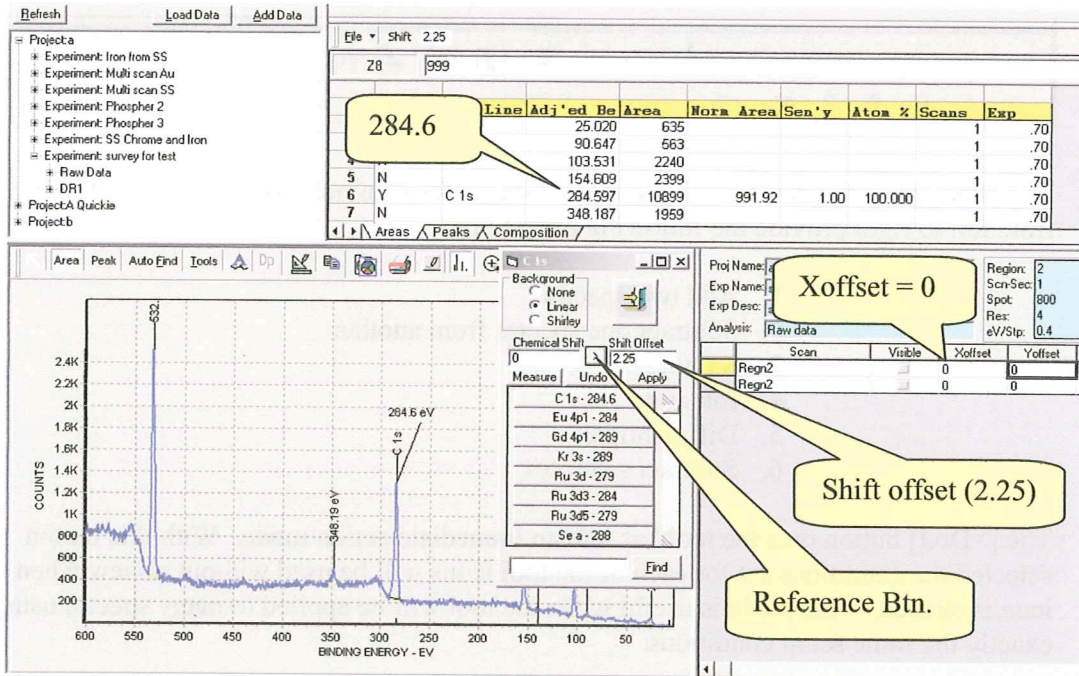 Refresh Load Data Add Data
Project:a
Experiment: Iron from SS
Experiment: Multi scan Au
Experiment: Multi scan SS
Experiment: Phospher 2
Experiment: Phospher 3
Experiment: SS Chrome and Iron
Experiment: survey for test
Raw Data
DR1
Project:A Quickie
Project:b
File Shift 2.25
Z8 999
Line Adj'ed Be Area Norm Area Sen'y Atom % Scans Exp
25.020 635 1 .70
90.647 563 1 .70
103.531 2240 1 .70
5 N 154.609 2399 1 .70
6 Y C 1s 284.597 10899 991.92 1.00 100.000 1 .70
7 N 348.187 1959 1 .70
Areas Peaks Composition
284.6
Area Peak Auto Find Tools Dp
C 1s
Background
None
Linear
Shirley
Chemical Shift Shift Offset
0 > 2.25
Measure Undo Apply
C 1s - 284.6
Eu 4p1 - 284
Gd 4p1 - 289
Kr 3s - 289
Ru 3d - 279
Ru 3d3 - 284
Ru 3d5 - 279
Se a - 288
Find
532
2.4K
2.2K
2K
1.8K
1.6K
1.4K
1.2K
1K
800
600
400
200
COUNTS
284.6 eV
C 1s
348.19 eV
600 550 500 450 400 350 300 250 200 150 100 50
BINDING ENERGY - EV
Proj Name:
Exp Name:
Exp Desc:
Analysis: Raw data
Region: 2
Scn-Sec: 1
Spot: 800
Res: 4
eV/Stp: 0.4
Scan Visible Xoffset Yoffset
Regn2 0 0
Regn2 0 0
Xoffset = 0
Shift offset (2.25)
Reference Btn.